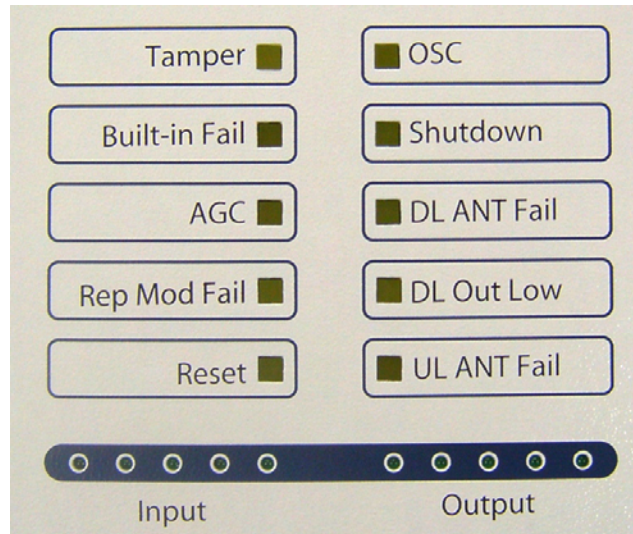 Tamper
OSC
Built-in Fail
Shutdown
AGC
DL ANT Fail
Rep Mod Fail
DL Out Low
Reset
UL ANT Fail
Input
Output